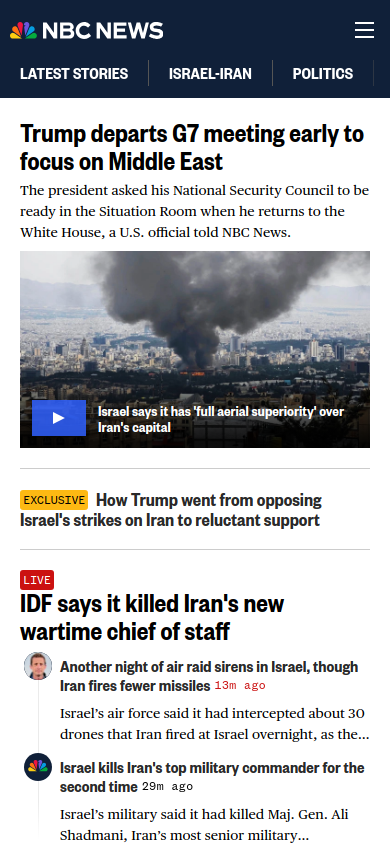 NBC NEWS
LATEST STORIES
ISRAEL-IRAN
POLITICS
Trump departs G7 meeting early to
focus on Middle East
The president asked his National Security Council to be
ready in the Situation Room when he returns to the
White House, a U.S. official told NBC News.
Israel says it has 'full aerial superiority' over
Iran's capital
EXCLUSIVE How Trump went from opposing
Israel's strikes on Iran to reluctant support
LIVE
IDF says it killed Iran's new
wartime chief of staff
Another night of air raid sirens in Israel, though
Iran fires fewer missiles 13m ago
Israel’s air force said it had intercepted about 30
drones that Iran fired at Israel overnight, as the...
Israel kills Iran's top military commander for the
second time 29m ago
Israel’s military said it had killed Maj. Gen. Ali
Shadmani, Iran’s most senior military...